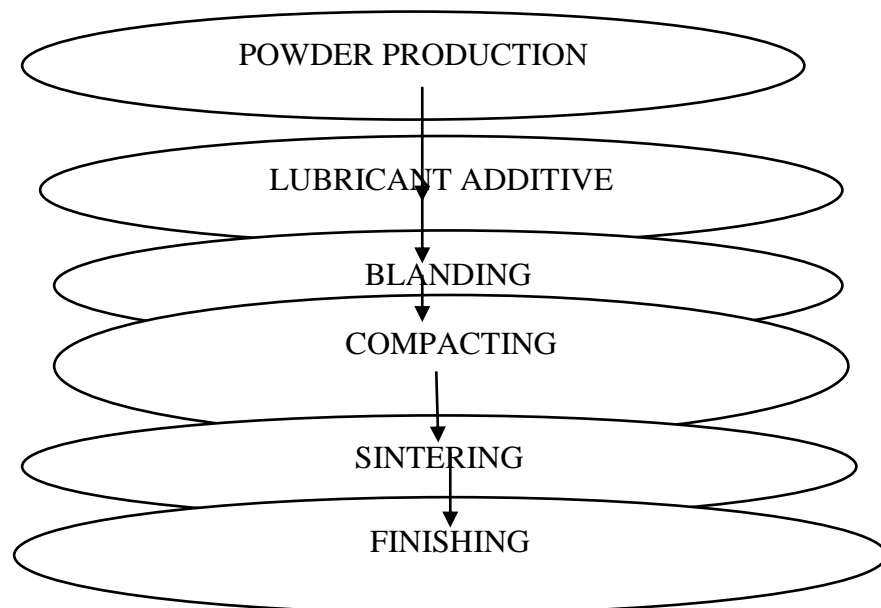 POWDER PRODUCTION
LUBRICANT ADDITIVE
BLANDING
COMPACTING
SINTERING
FINISHING